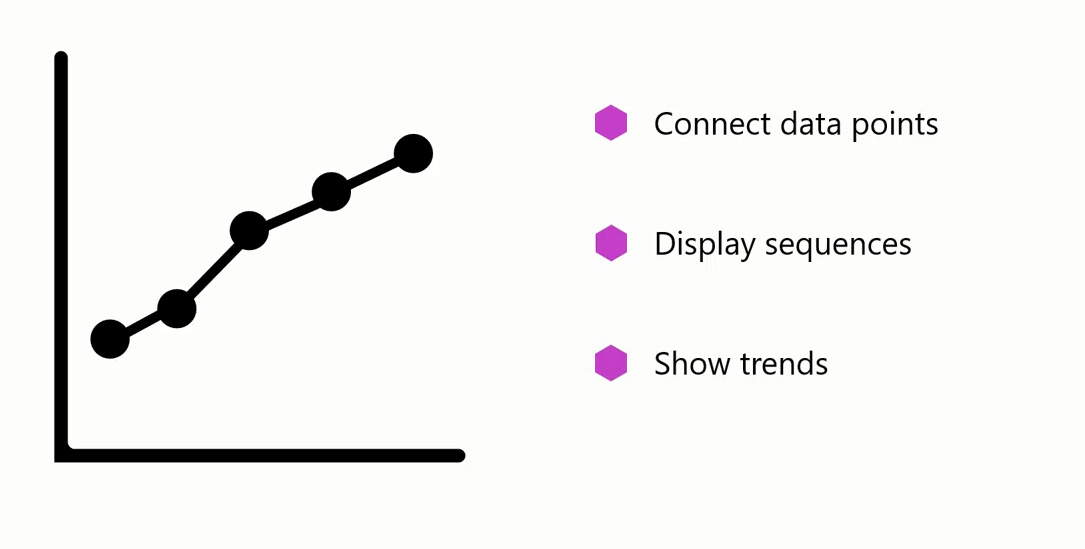 Connect data points
Display sequences
Show trends